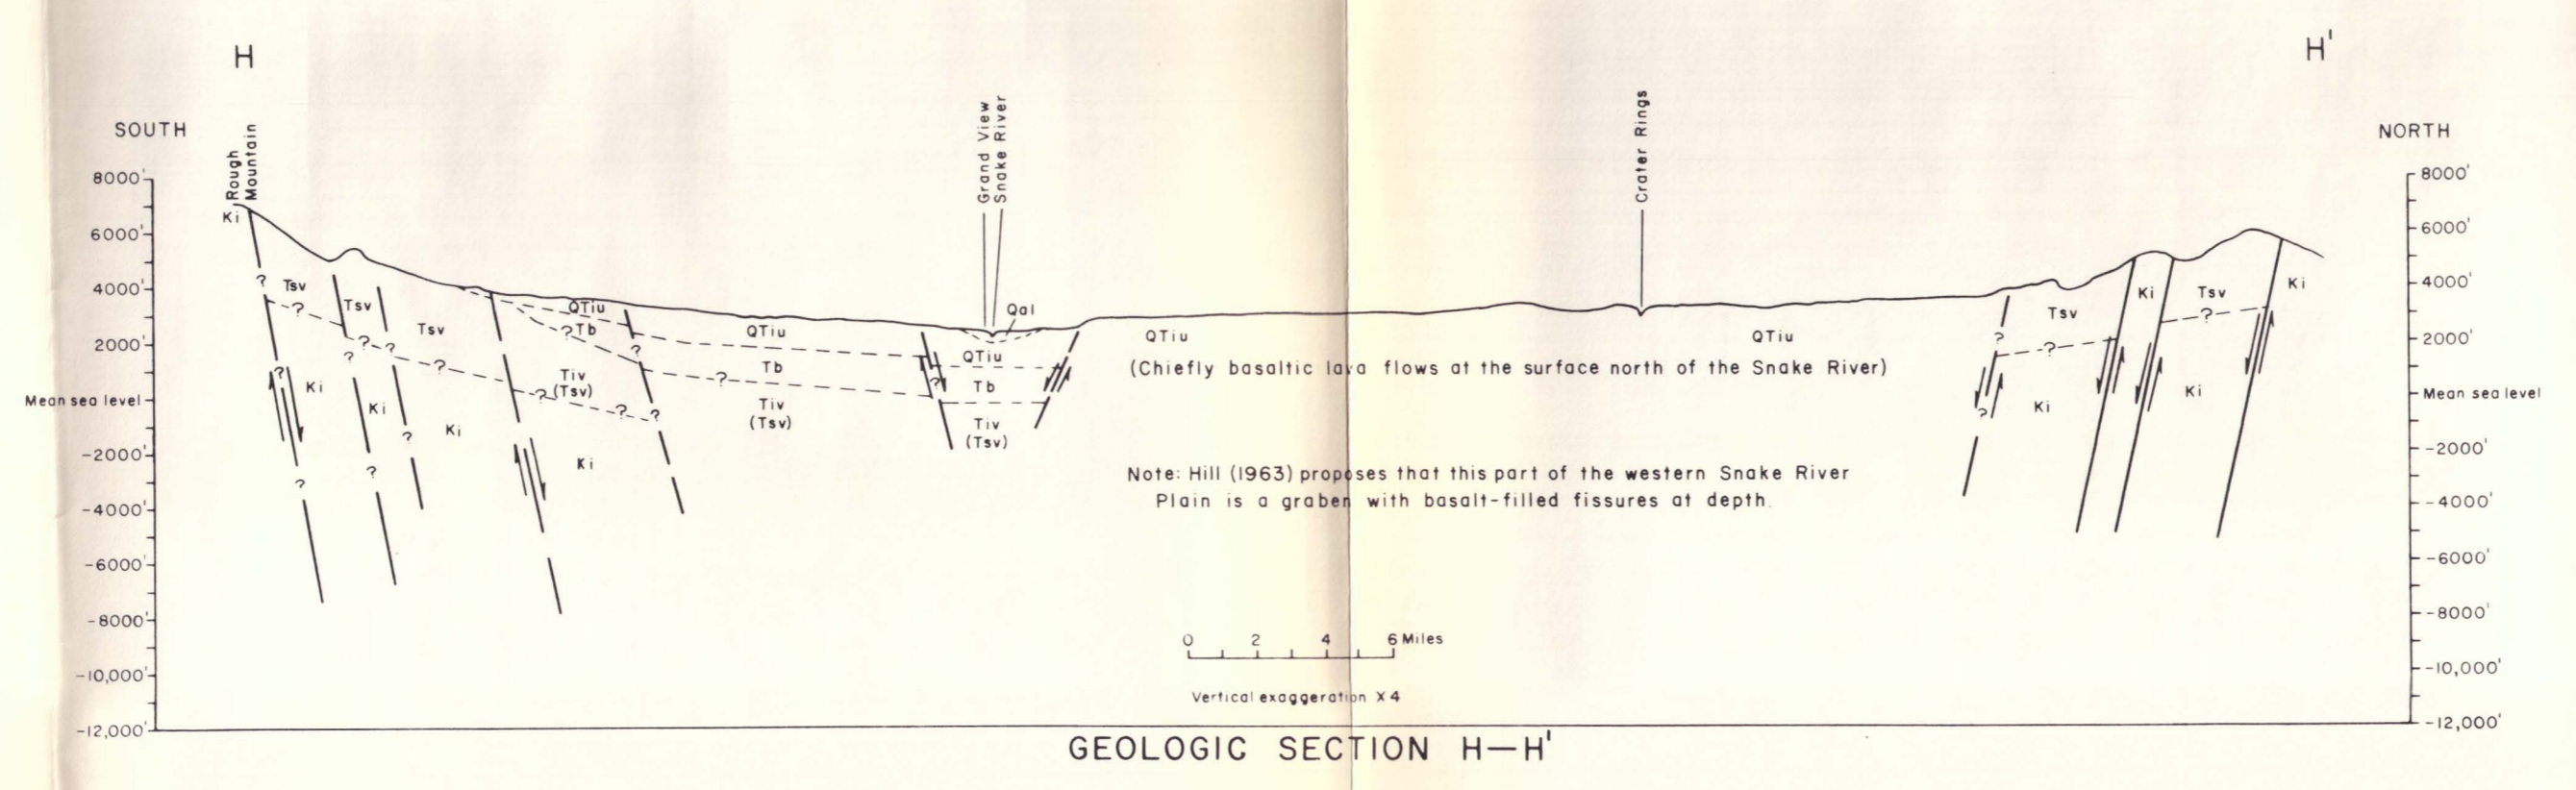 H
H'
SOUTH
NORTH
Rough
Mountain
Grand View
Snake River
Crater Rings
8000'
6000'
4000'
2000'
Mean sea level
-2000'
-4000'
-6000'
-8000'
-10,000'
-12,000'
8000'
6000'
4000'
2000'
Mean sea level
-2000'
-4000'
-6000'
-8000'
-10,000'
-12,000'
Ki
?
Tsv
?
Tsv
?
?
?
Tsv
?
?
Ki
Ki
?
Ki
?
?
QTiu
?
Tb
?
Tiv
(Tsv)
?
?
?
Ki
QTiu
Tb
?
Tiv
(Tsv)
Qal
QTiu
?
Tb
Tiv
(Tsv)
QTiu
QTiu
(Chiefly basaltic lava flows at the surface north of the Snake River)
Note: Hill (1963) proposes that this part of the western Snake River
Plain is a graben with basalt-filled fissures at depth.
?
Tsv
?
?
Ki
Ki
Tsv
?
Ki
Ki
0 2 4 6 Miles
Vertical exaggeration X 4
GEOLOGIC SECTION H—H'